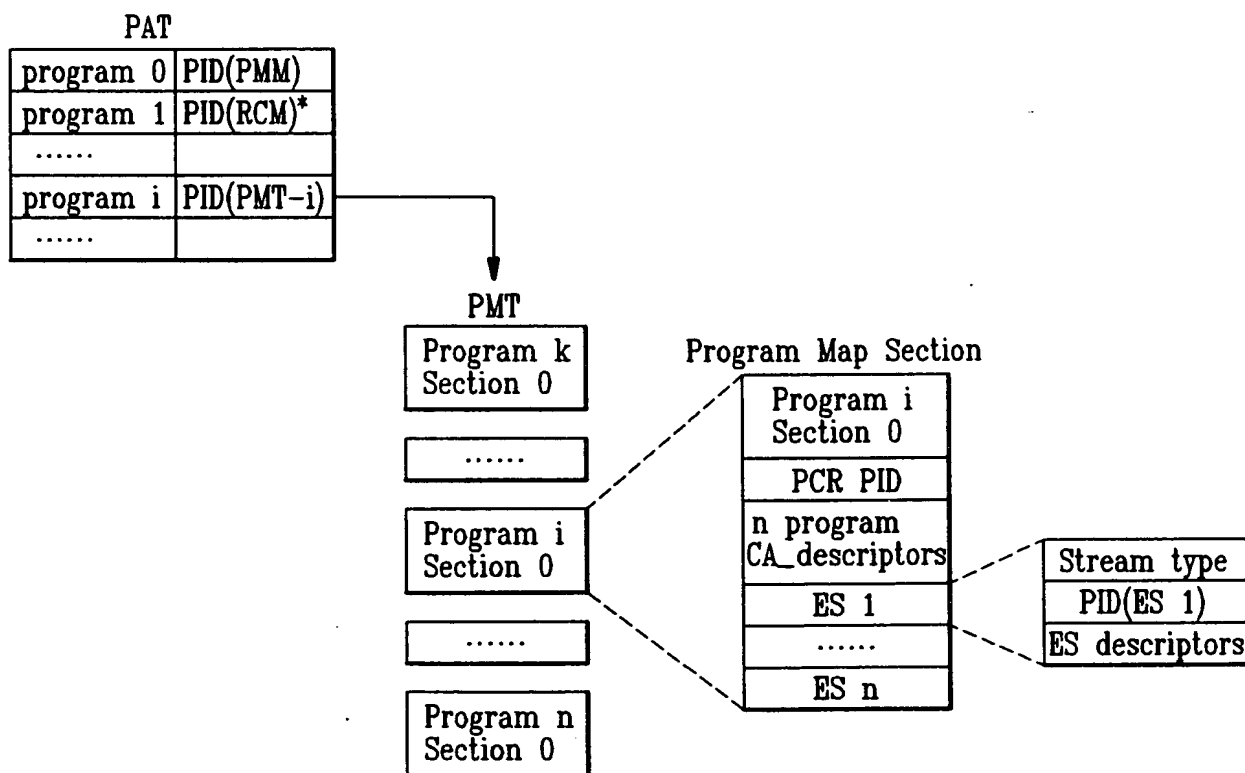 PAT
program 0 PID(PMM)
program 1 PID(RCM)*
......
program i PID(PMT-i)
......
PMT
Program k
Section 0
......
Program i
Section 0
......
Program n
Section 0
Program Map Section
Program i
Section 0
PCR PID
n program
CA_descriptors
ES 1
......
ES n
Stream type
PID(ES 1)
ES descriptors